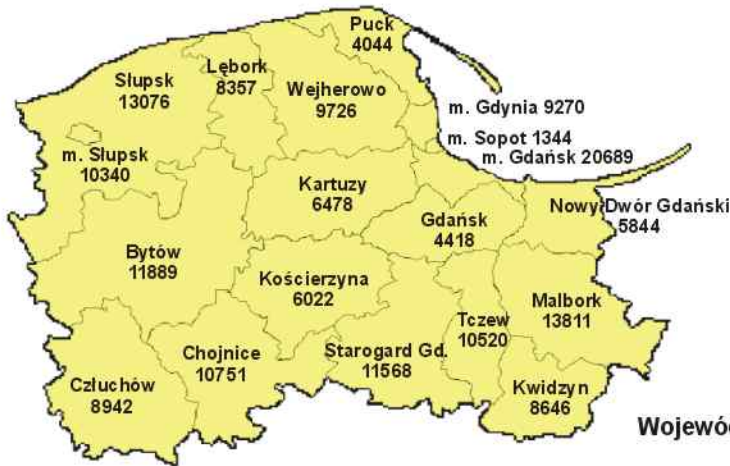 Puck
4044
Słupsk
13076
Lębork
8357
Wejherowo
9726
m. Gdynia 9270
m. Sopot 1344
m. Gdańsk 20689
m. Słupsk
10340
Kartuzy
6478
Gdańsk
4418
Nowy Dwór Gdański
5844
Bytów
11889
Kościerzyna
6022
Malbork
13811
Tczew
10520
Chojnice
10751
Starogard Gd.
11568
Człuchów
8942
Kwidzyn
8646
Wojewó